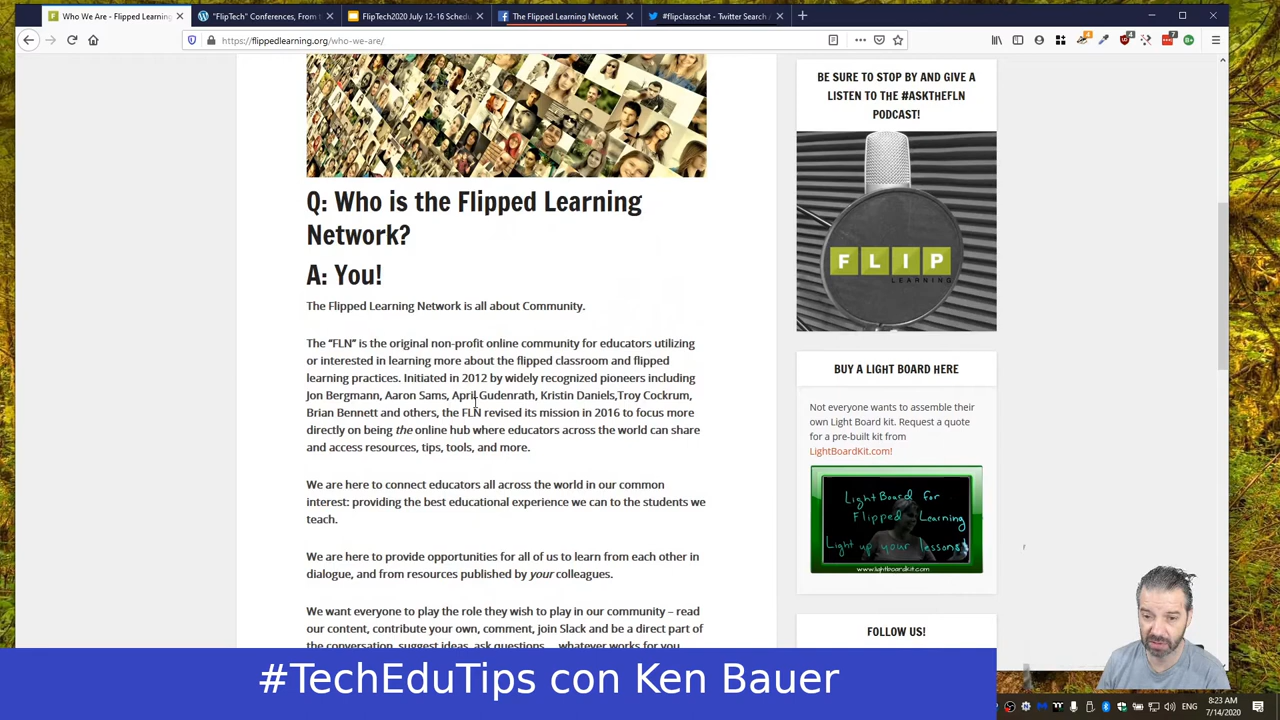 Who We Are - Flipped Learning
"FlipTech" Conferences, From t
FlipTech2020 July 12-16 Schedu
The Flipped Learning Network
#flipclasschat - Twitter Search /
https://flippedlearning.org/who-we-are/
Q: Who is the Flipped Learning
Network?
A: You!
The Flipped Learning Network is all about Community.
The “FLN” is the original non-profit online community for educators utilizing
or interested in learning more about the flipped classroom and flipped
learning practices. Initiated in 2012 by widely recognized pioneers including
Jon Bergmann, Aaron Sams, April Gudenrath, Kristin Daniels,Troy Cockrum,
Brian Bennett and others, the FLN revised its mission in 2016 to focus more
directly on being the online hub where educators across the world can share
and access resources, tips, tools, and more.
We are here to connect educators all across the world in our common
interest: providing the best educational experience we can to the students we
teach.
We are here to provide opportunities for all of us to learn from each other in
dialogue, and from resources published by your colleagues.
We want everyone to play the role they wish to play in our community – read
our content, contribute your own, comment, join Slack and be a direct part of
the conversation, suggest ideas, ask questions... whatever works for you
BE SURE TO STOP BY AND GIVE A
LISTEN TO THE #ASKTHEFLN
PODCAST!
FLIP
LEARNING
BUY A LIGHT BOARD HERE
Not everyone wants to assemble their
own Light Board kit. Request a quote
for a pre-built kit from
LightBoardKit.com!
LightBoard for
Flipped Learning
Light up your lessons!
www.lightboardkit.com
FOLLOW US!
#TechEduTips con Ken Bauer
8:23 AM
7/14/2020